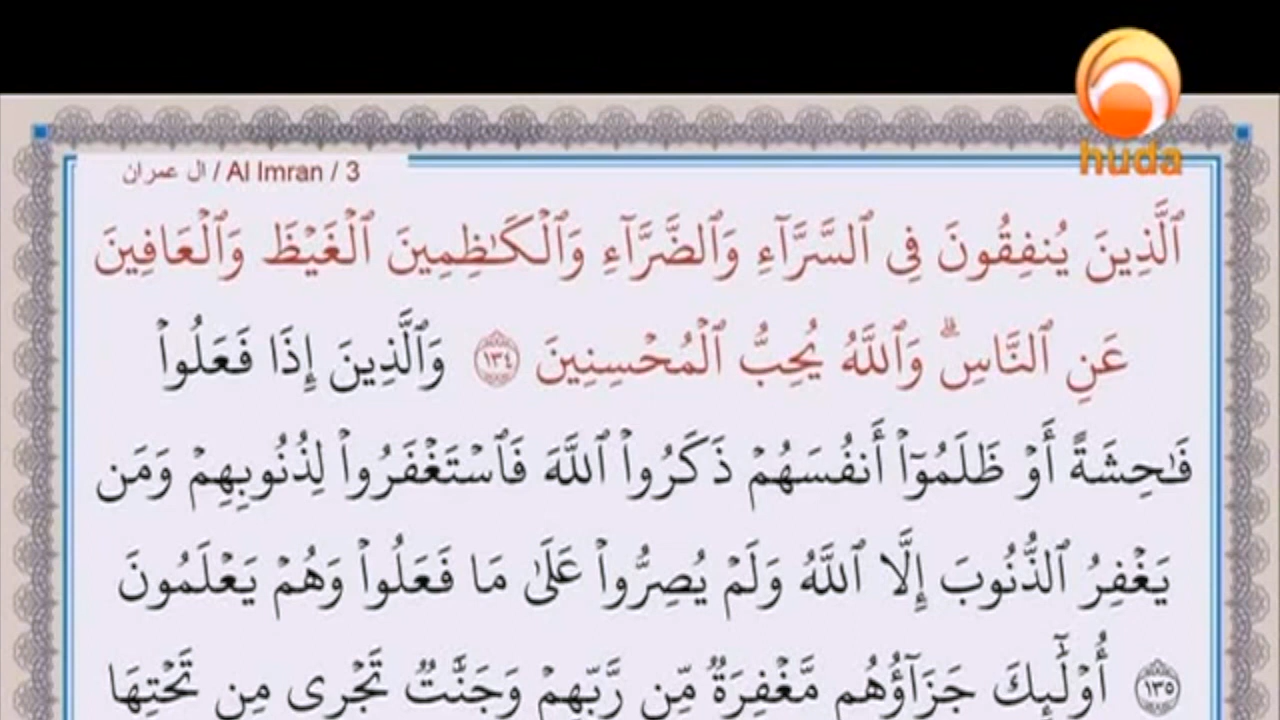 huda
ال عمران / Al Imran / 3
ٱلَّذِينَ يُنفِقُونَ فِى ٱلسَّرَّآءِ وَٱلضَّرَّآءِ وَٱلْكَـٰظِمِينَ ٱلْغَيْظَ وَٱلْعَافِينَ
عَنِ ٱلنَّاسِ ۗ وَٱللَّهُ يُحِبُّ ٱلْمُحْسِنِينَ ١٣٤ وَٱلَّذِينَ إِذَا فَعَلُوا۟
فَـٰحِشَةً أَوْ ظَلَمُوٓا۟ أَنفُسَهُمْ ذَكَرُوا۟ ٱللَّهَ فَٱسْتَغْفَرُوا۟ لِذُنُوبِهِمْ وَمَن
يَغْفِرُ ٱلذُّنُوبَ إِلَّا ٱللَّهُ وَلَمْ يُصِرُّوا۟ عَلَىٰ مَا فَعَلُوا۟ وَهُمْ يَعْلَمُونَ
١٣٥ أُو۟لَـٰٓئِكَ جَزَآؤُهُم مَّغْفِرَةٌ مِّن رَّبِّهِمْ وَجَنَّـٰتٌ تَجْرِى مِن تَحْتِهَا